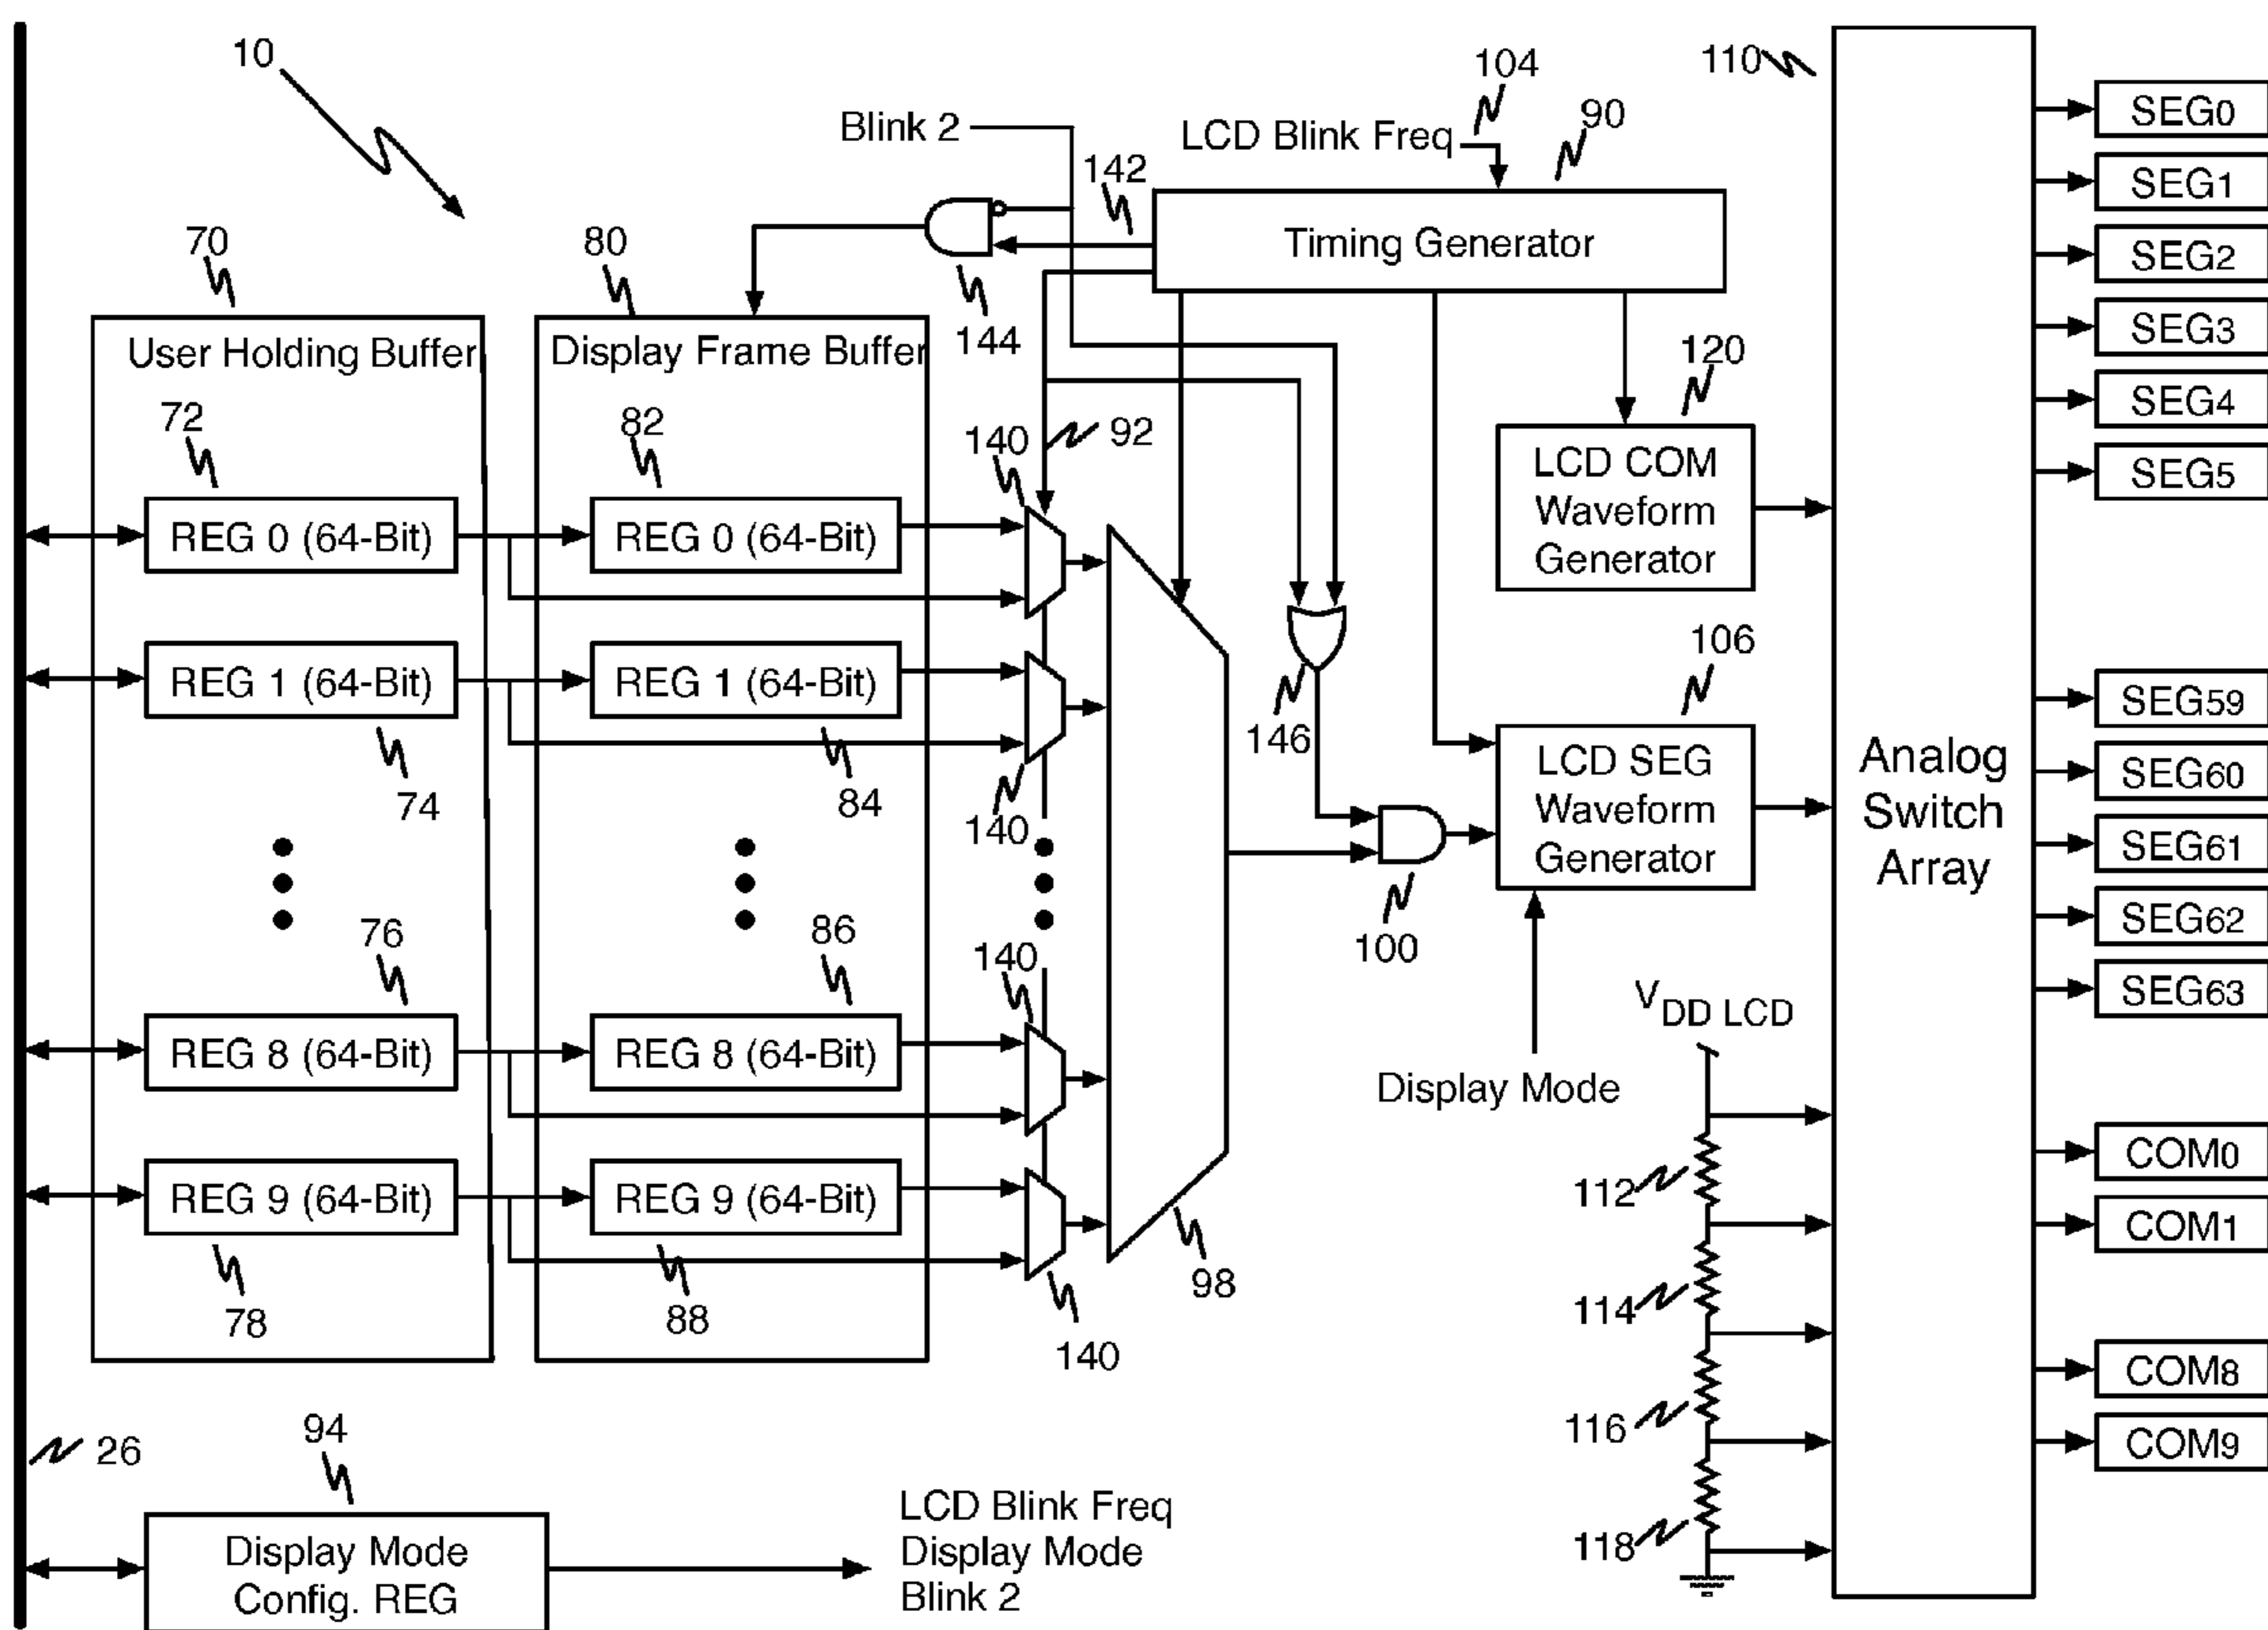 10
Blink 2
LCD Blink Freq
104
90
142
Timing Generator
144
110
70
User Holding Buffer
80
Display Frame Buffer
72
REG 0 (64-Bit)
82
REG 0 (64-Bit)
140
92
REG 1 (64-Bit)
74
REG 1 (64-Bit)
84
140
76
REG 8 (64-Bit)
86
REG 8 (64-Bit)
140
REG 9 (64-Bit)
78
REG 9 (64-Bit)
88
140
98
146
100
120
LCD COM
Waveform
Generator
106
LCD SEG
Waveform
Generator
Display Mode
VDD LCD
112
114
116
118
Analog
Switch
Array
SEG0
SEG1
SEG2
SEG3
SEG4
SEG5
SEG59
SEG60
SEG61
SEG62
SEG63
COM0
COM1
COM8
COM9
26
94
Display Mode
Config. REG
LCD Blink Freq
Display Mode
Blink 2